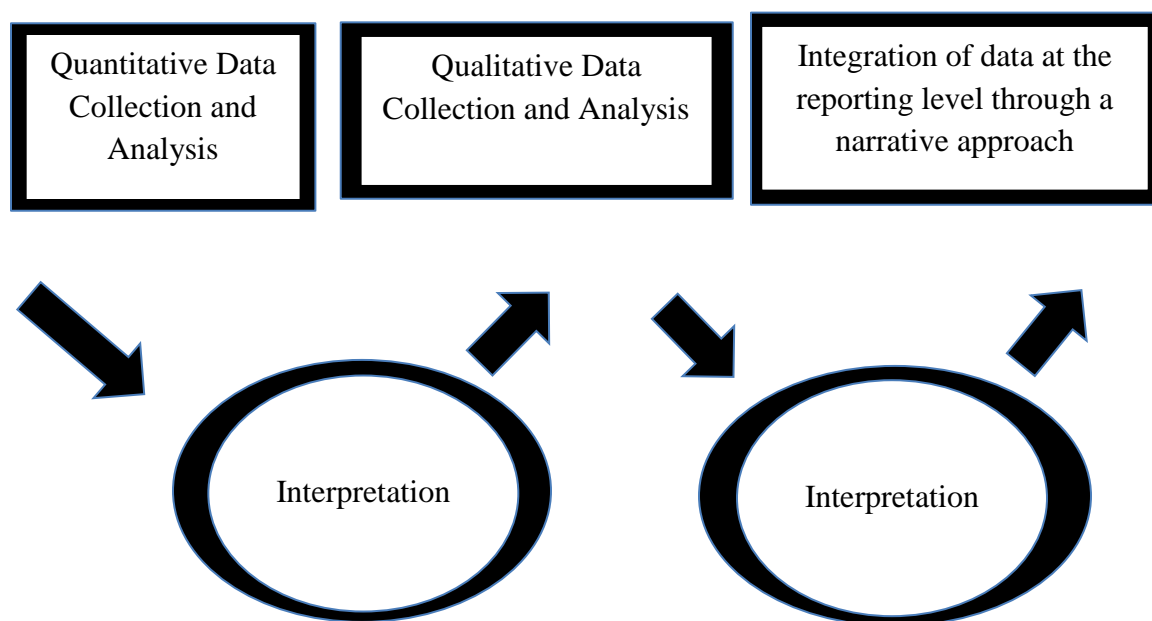 Quantitative Data
Collection and
Analysis
Qualitative Data
Collection and Analysis
Integration of data at the
reporting level through a
narrative approach
Interpretation
Interpretation